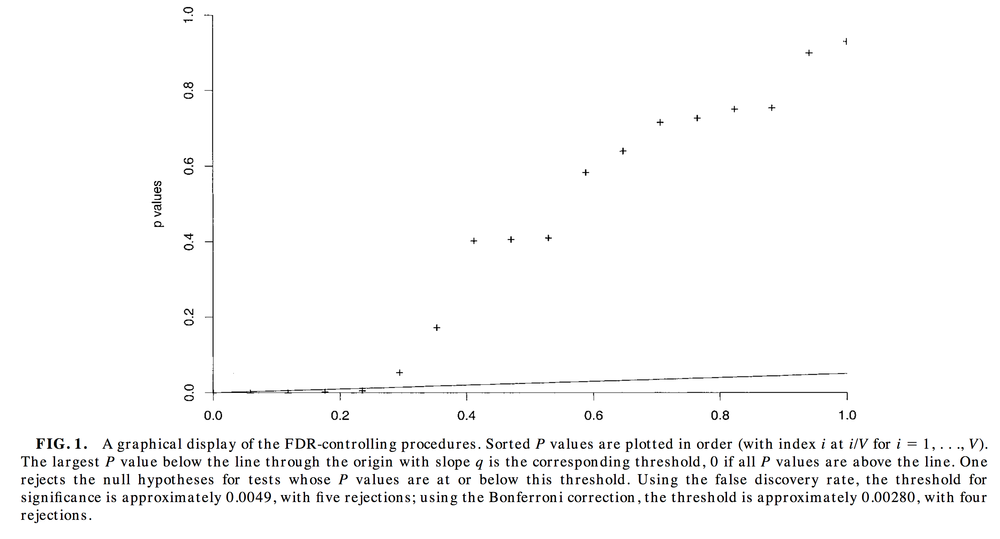 1.0
0.8
0.6
0.4
0.2
0.0
p values
0.0 0.2 0.4 0.6 0.8 1.0
FIG. 1. A graphical display of the FDR-controlling procedures. Sorted P values are plotted in order (with index i at i/V for i = 1, . . ., V).
The largest P value below the line through the origin with slope q is the corresponding threshold, 0 if all P values are above the line. One
rejects the null hypotheses for tests whose P values are at or below this threshold. Using the false discovery rate, the threshold for
significance is approximately 0.0049, with five rejections; using the Bonferroni correction, the threshold is approximately 0.00280, with four
rejections.